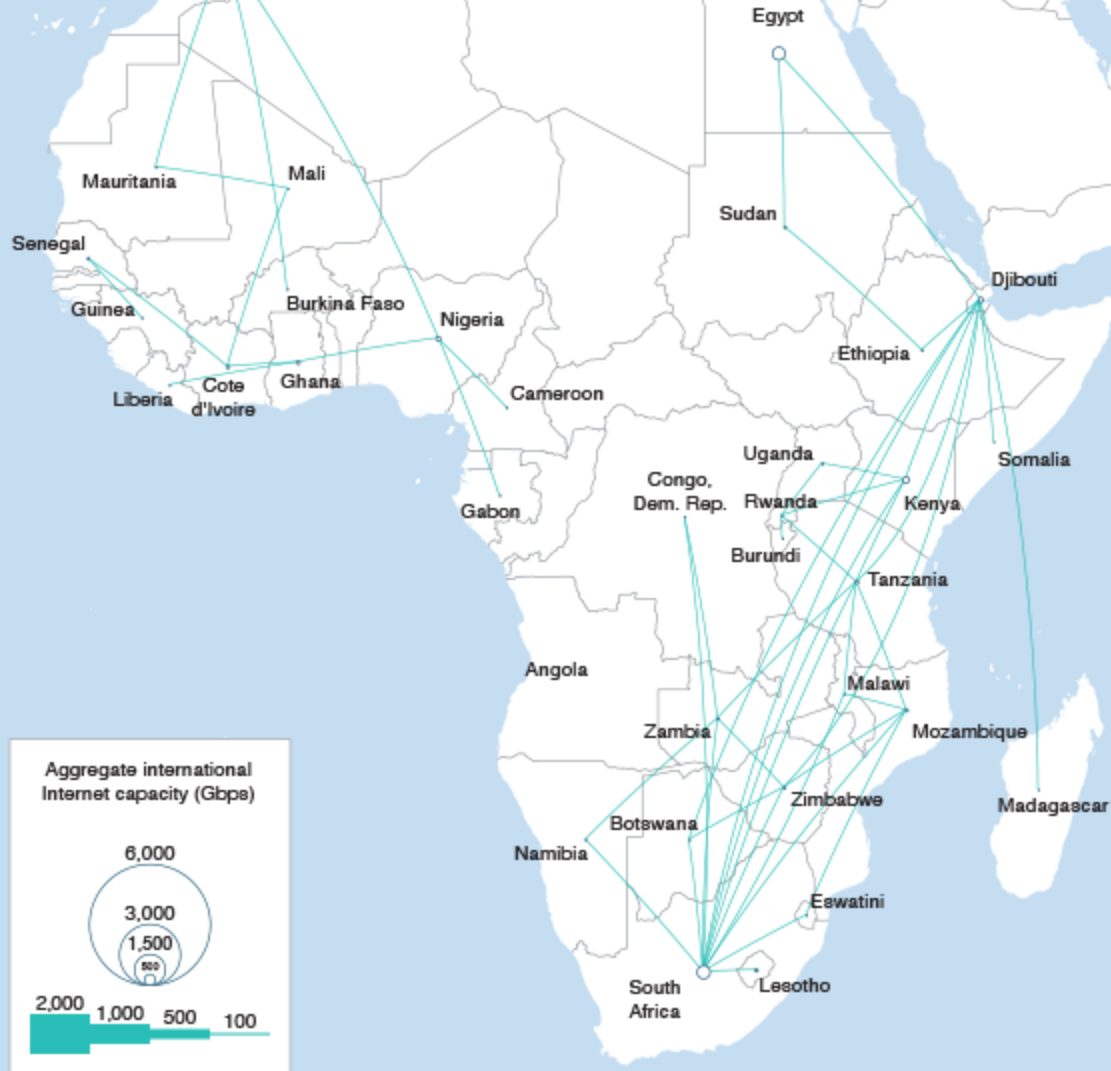 Egypt
Mauritania
Mali
Sudan
Senegal
Djibouti
Guinea
Burkina Faso
Nigeria
Ethiopia
Liberia
Cote
d'Ivoire
Ghana
Cameroon
Uganda
Somalia
Congo,
Dem. Rep.
Rwanda
Kenya
Gabon
Burundi
Tanzania
Angola
Malawi
Zambia
Mozambique
Zimbabwe
Madagascar
Botswana
Namibia
Eswatini
South
Africa
Lesotho
Aggregate international
Internet capacity (Gbps)
6,000
3,000
1,500
500
2,000 1,000 500 100